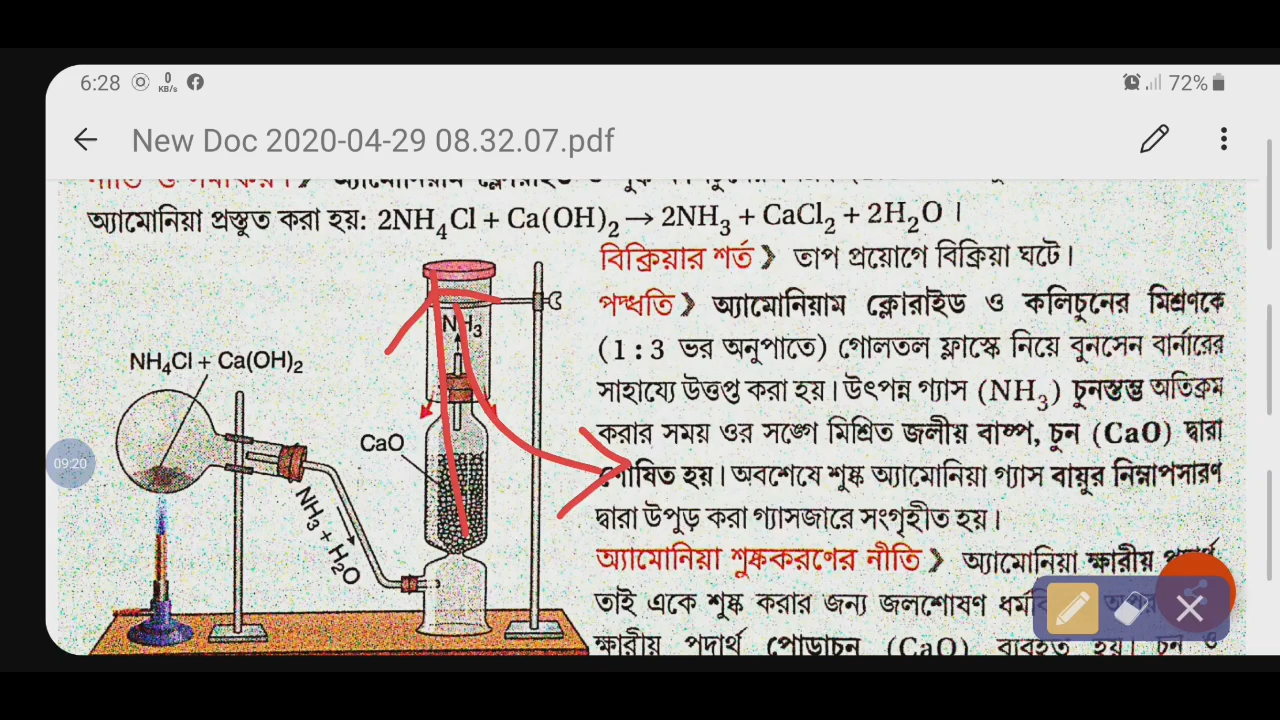 6:28
0
KB/s
72%
New Doc 2020-04-29 08.32.07.pdf
অ্যামোনিয়া প্রস্তুত করা হয়: 2NH₄Cl + Ca(OH)₂ → 2NH₃ + CaCl₂ + 2H₂O ।
বিক্রিয়ার শর্ত 》 তাপ প্রয়োগে বিক্রিয়া ঘটে।
পদ্ধতি 》 অ্যামোনিয়াম ক্লোরাইড ও কলিচুনের মিশ্রণকে
(1 : 3 ভর অনুপাতে) গোলতল ফ্লাস্কে নিয়ে বুনসেন বার্নারের
সাহায্যে উত্তপ্ত করা হয়। উৎপন্ন গ্যাস (NH₃) চুনস্তম্ভ অতিক্রম
করার সময় ওর সঙ্গে মিশ্রিত জলীয় বাষ্প, চুন (CaO) দ্বারা
শোষিত হয়। অবশেষে শুষ্ক অ্যামোনিয়া গ্যাস বায়ুর নিম্নাপসারণ
দ্বারা উপুড় করা গ্যাসজারে সংগৃহীত হয়।
অ্যামোনিয়া শুষ্ককরণের নীতি 》 অ্যামোনিয়া ক্ষারীয়
তাই একে শুষ্ক করার জন্য জলশোষণ
ক্ষারীয় পদার্থ পোড়াচুন (CaO) ব্যবহৃত হয়। চুন ও
NH₃
NH₄Cl + Ca(OH)₂
CaO
NH₃ + H₂O
09:20